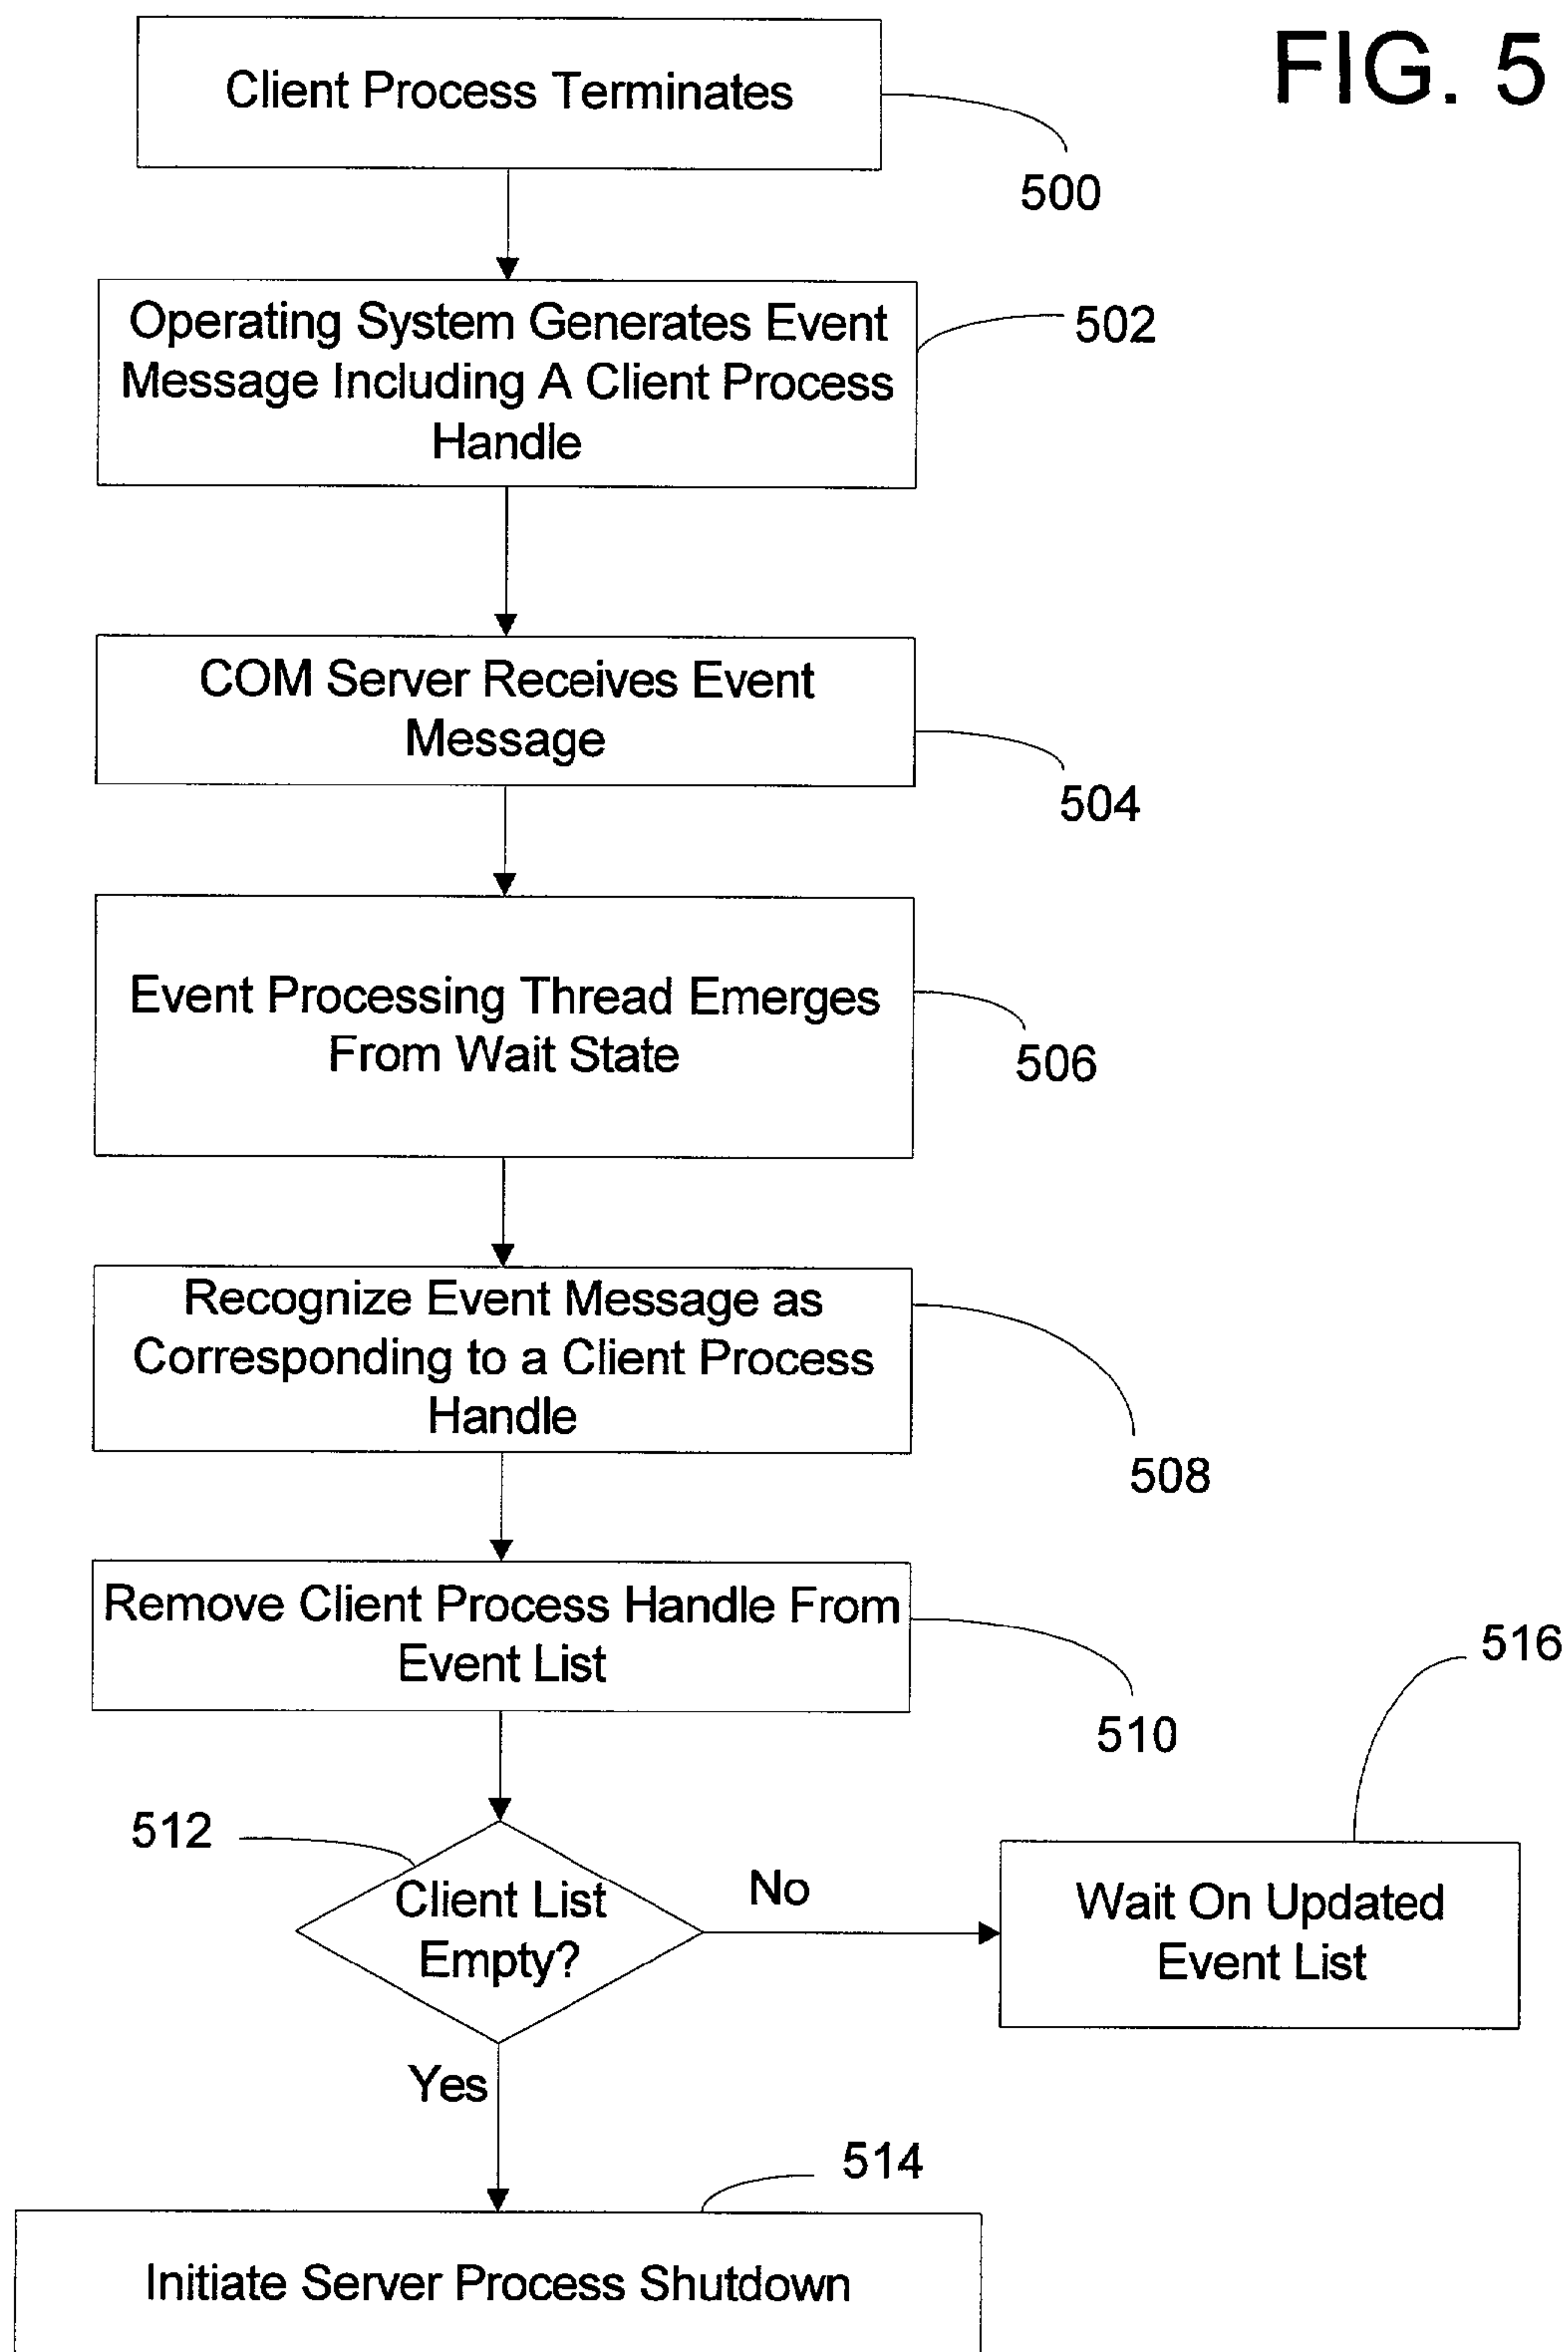 FIG. 5
Client Process Terminates
500
Operating System Generates Event
Message Including A Client Process
Handle
502
COM Server Receives Event
Message
504
Event Processing Thread Emerges
From Wait State
506
Recognize Event Message as
Corresponding to a Client Process
Handle
508
Remove Client Process Handle From
Event List
510
512
Client List
Empty?
No
516
Wait On Updated
Event List
Yes
514
Initiate Server Process Shutdown